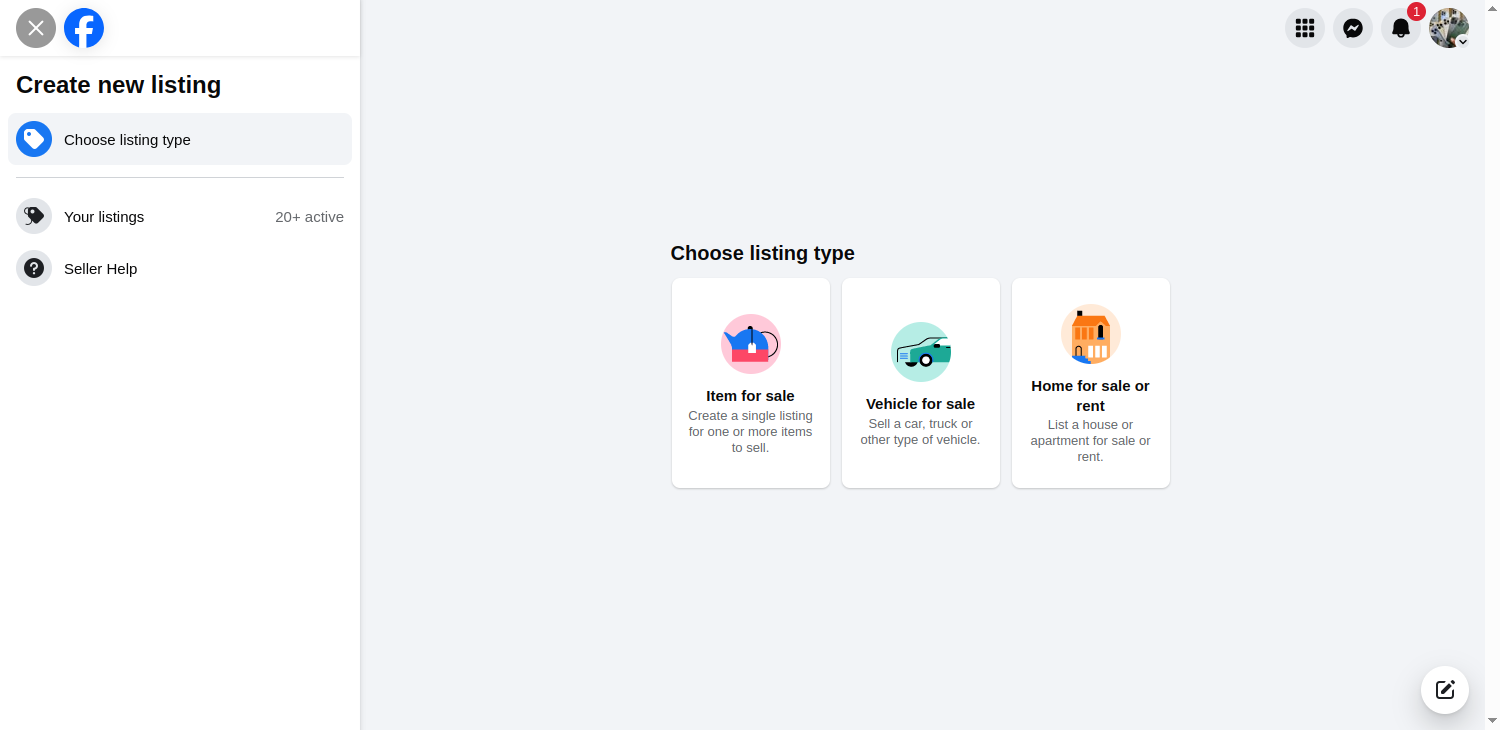 1
Create new listing
Choose listing type
Your listings
20+ active
Seller Help
Choose listing type
Item for sale
Create a single listing
for one or more items
to sell.
Vehicle for sale
Sell a car, truck or
other type of vehicle.
Home for sale or
rent
List a house or
apartment for sale or
rent.